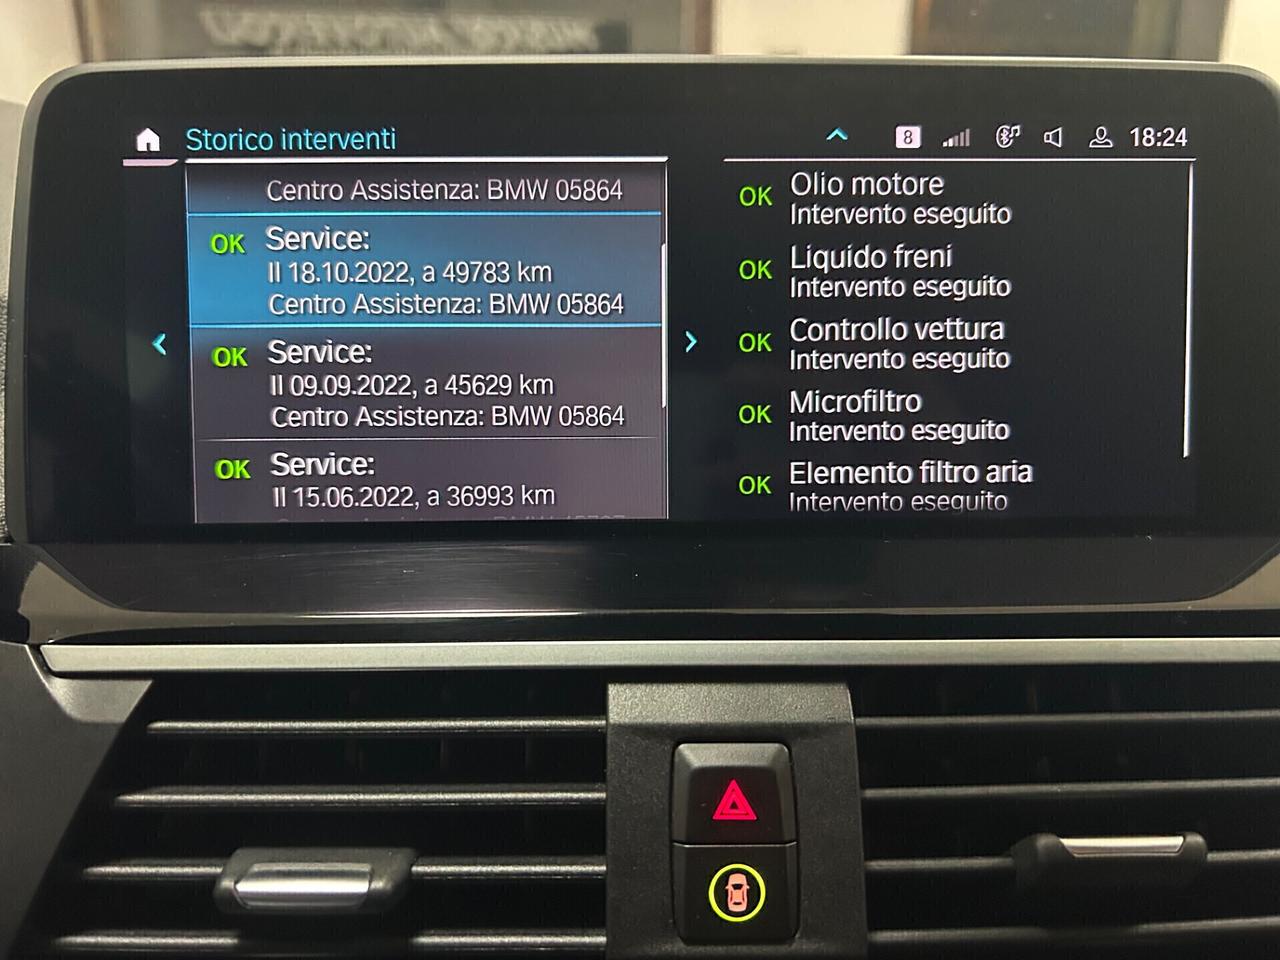 Storico interventi
8
18:24
Centro Assistenza: BMW 05864
OK Service:
Il 18.10.2022, a 49783 km
Centro Assistenza: BMW 05864
OK Service:
Il 09.09.2022, a 45629 km
Centro Assistenza: BMW 05864
OK Service:
Il 15.06.2022, a 36993 km
OK Olio motore
Intervento eseguito
OK Liquido freni
Intervento eseguito
OK Controllo vettura
Intervento eseguito
OK Microfiltro
Intervento eseguito
OK Elemento filtro aria
Intervento eseguito